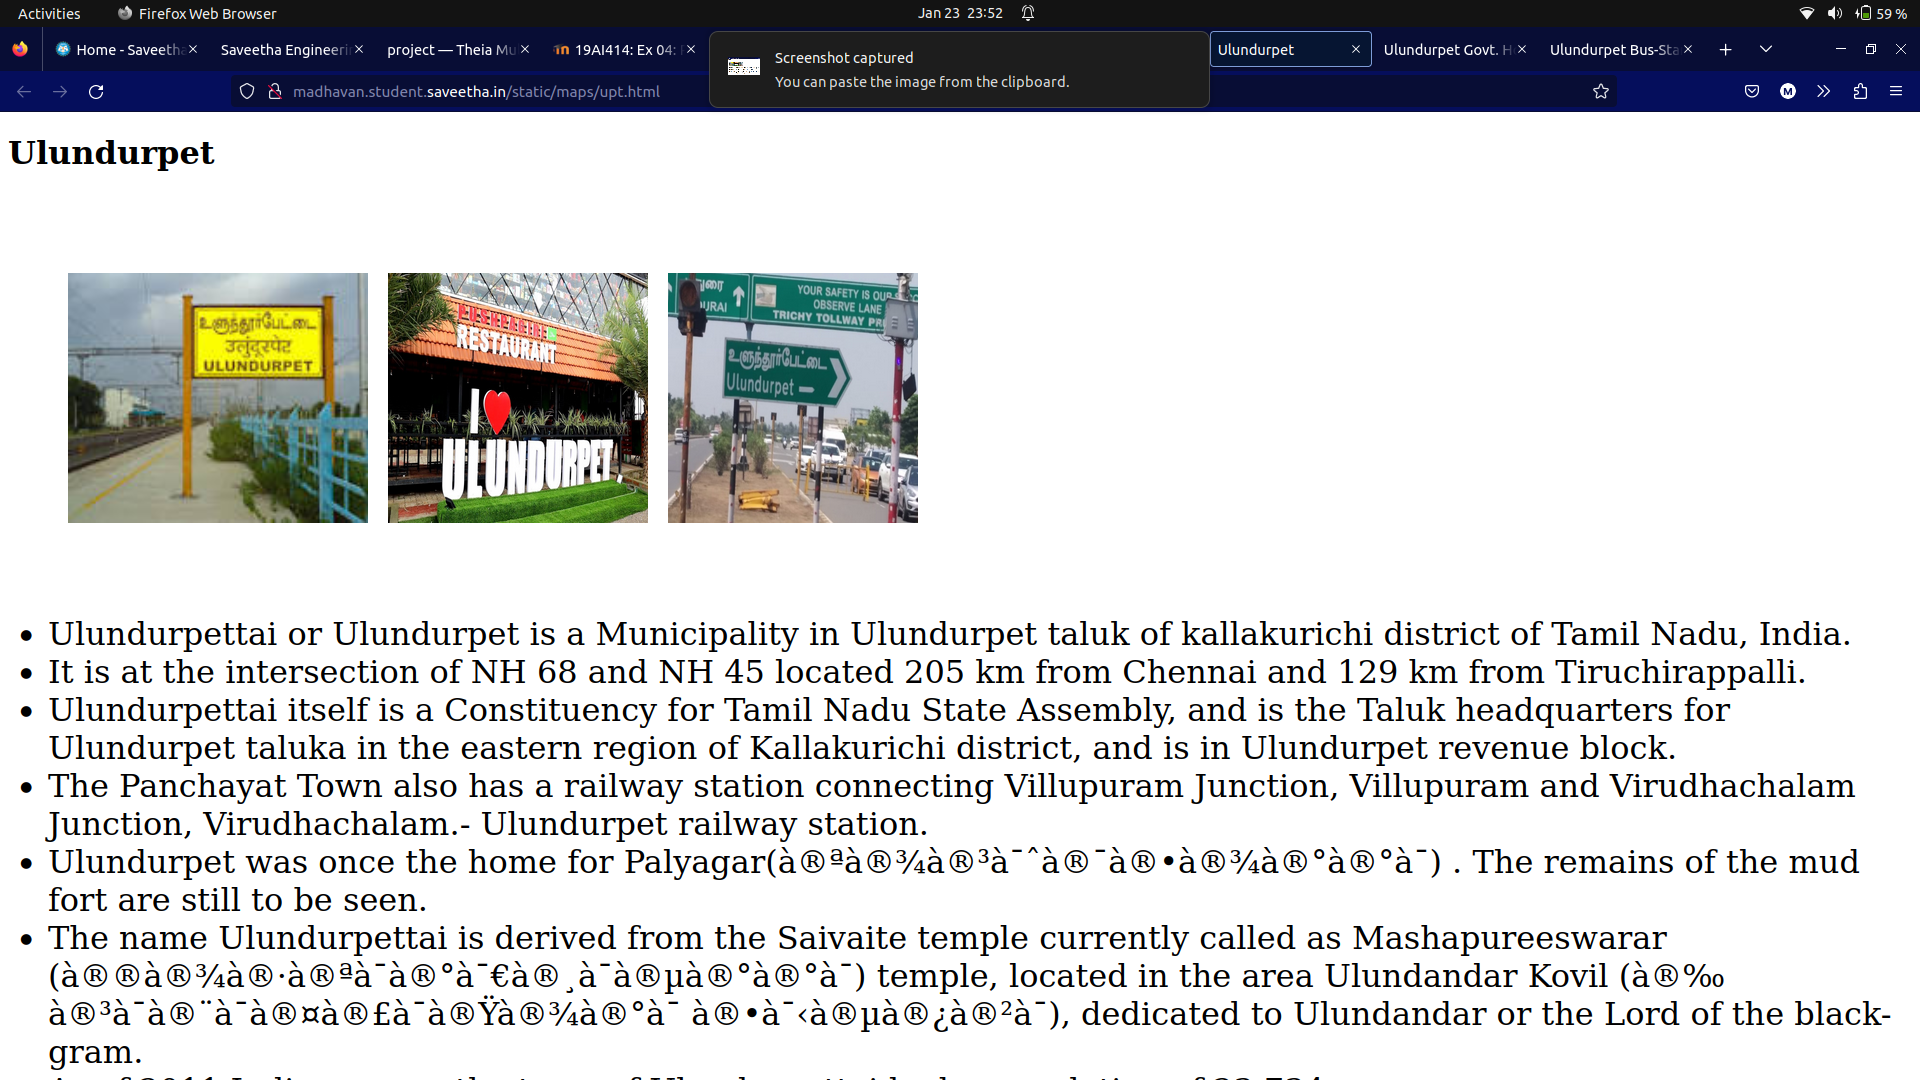 Activities
Firefox Web Browser
Jan 23 23:52
59 %
Home - Saveetha
Saveetha Engineeri
project — Theia Mu
19AI414: Ex 04:
Ulundurpet
Ulundurpet Govt. H
Ulundurpet Bus-Sta
Screenshot captured
You can paste the image from the clipboard.
madhavan.student.saveetha.in/static/maps/upt.html
M
Ulundurpet
உளுந்தூர்பேட்டை
उलुंदूरपेट
ULUNDURPET
RESTAURANT
I
ULUNDURPET
URAI
YOUR SAFETY IS OUR
OBSERVE LANE
TRICHY TOLLWAY PR
உளுந்தூர்பேட்டை
Ulundurpet
• Ulundurpettai or Ulundurpet is a Municipality in Ulundurpet taluk of kallakurichi district of Tamil Nadu, India.
• It is at the intersection of NH 68 and NH 45 located 205 km from Chennai and 129 km from Tiruchirappalli.
• Ulundurpettai itself is a Constituency for Tamil Nadu State Assembly, and is the Taluk headquarters for
Ulundurpet taluka in the eastern region of Kallakurichi district, and is in Ulundurpet revenue block.
• The Panchayat Town also has a railway station connecting Villupuram Junction, Villupuram and Virudhachalam
Junction, Virudhachalam.- Ulundurpet railway station.
• Ulundurpet was once the home for Palyagar(à®ªà®¾à®³à¯ˆà®¯à®•à®¾à®°à®°à¯) . The remains of the mud
fort are still to be seen.
• The name Ulundurpettai is derived from the Saivaite temple currently called as Mashapureeswarar
(à®®à®¾à®·à®ªà¯à®°à¯€à®¸à¯à®µà®°à®°à¯) temple, located in the area Ulundandar Kovil (à®‰
à®³à¯à®¨à¯à®¤à®£à¯à®Ÿà®¾à®°à¯ à®•à¯‹à®µà®¿à®²à¯), dedicated to Ulundandar or the Lord of the black-
gram.